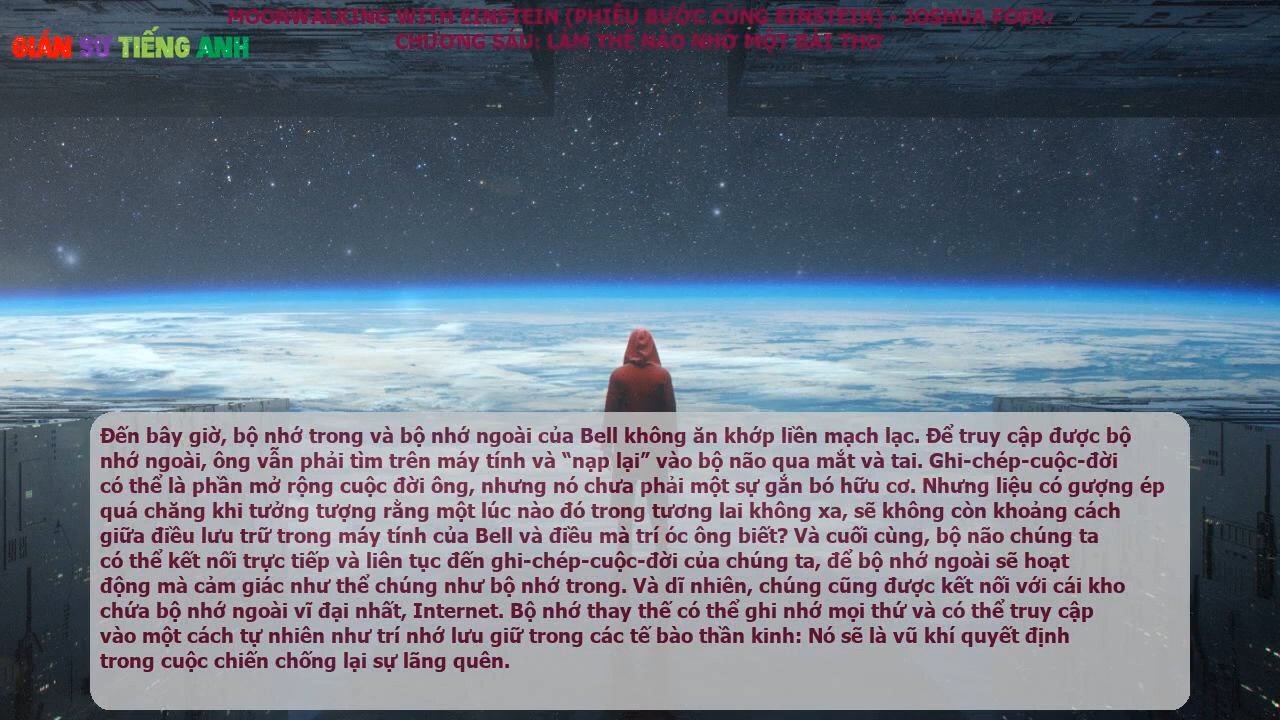 MOONWALKING WITH EINSTEIN (PHIÊU BƯỚC CÙNG EINSTEIN) - JOSHUA FOER:
CHƯƠNG SÁU: LÀM THẾ NÀO NHỚ MỘT BÀI THƠ
GIÁN SƯ TIẾNG ANH
Đến bây giờ, bộ nhớ trong và bộ nhớ ngoài của Bell không ăn khớp liền mạch lạc. Để truy cập được bộ
nhớ ngoài, ông vẫn phải tìm trên máy tính và “nạp lại” vào bộ não qua mắt và tai. Ghi-chép-cuộc-đời
có thể là phần mở rộng cuộc đời ông, nhưng nó chưa phải một sự gắn bó hữu cơ. Nhưng liệu có gượng ép
quá chăng khi tưởng tượng rằng một lúc nào đó trong tương lai không xa, sẽ không còn khoảng cách
giữa điều lưu trữ trong máy tính của Bell và điều mà trí óc ông biết? Và cuối cùng, bộ não chúng ta
có thể kết nối trực tiếp và liên tục đến ghi-chép-cuộc-đời của chúng ta, để bộ nhớ ngoài sẽ hoạt
động mà cảm giác như thể chúng như bộ nhớ trong. Và dĩ nhiên, chúng cũng được kết nối với cái kho
chứa bộ nhớ ngoài vĩ đại nhất, Internet. Bộ nhớ thay thế có thể ghi nhớ mọi thứ và có thể truy cập
vào một cách tự nhiên như trí nhớ lưu giữ trong các tế bào thần kinh: Nó sẽ là vũ khí quyết định
trong cuộc chiến chống lại sự lãng quên.